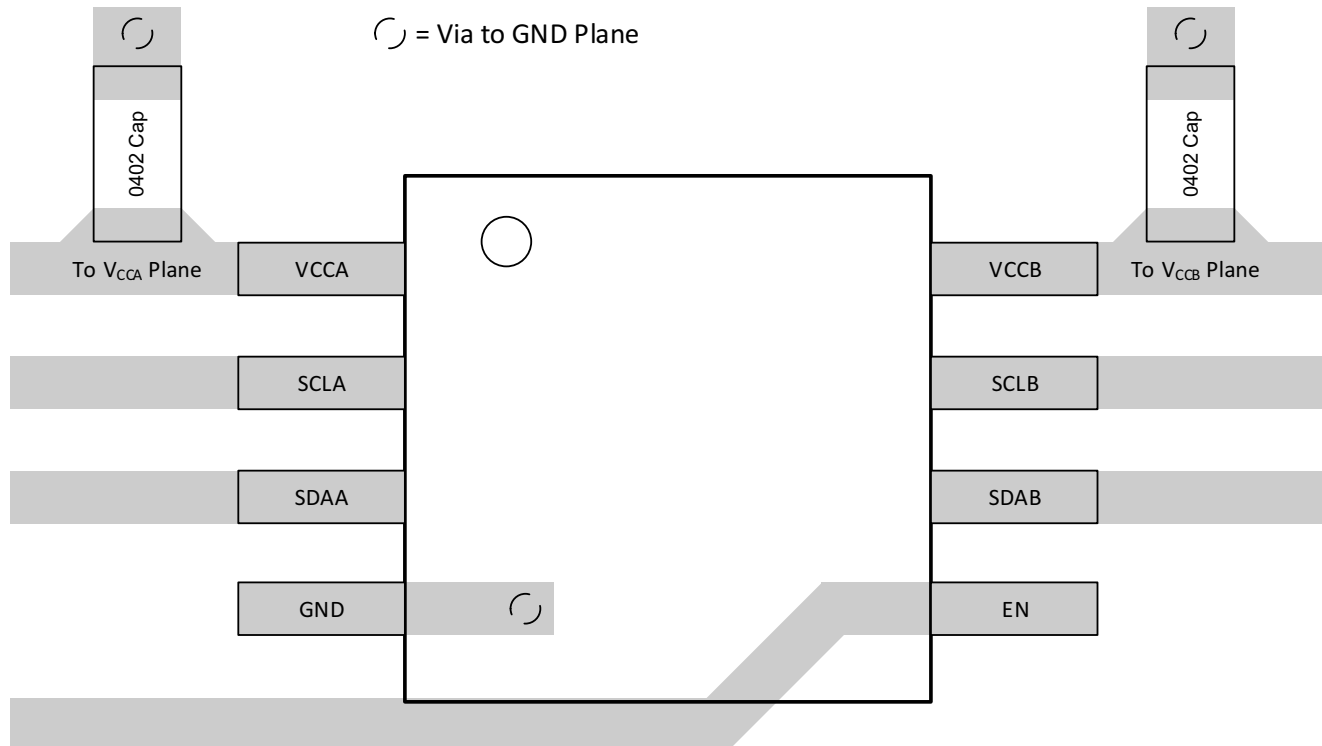 = Via to GND Plane
0402 Cap
0402 Cap
To VCCA Plane
VCCA
VCCB
To VCCB Plane
SCLA
SCLB
SDAA
SDAB
GND
EN